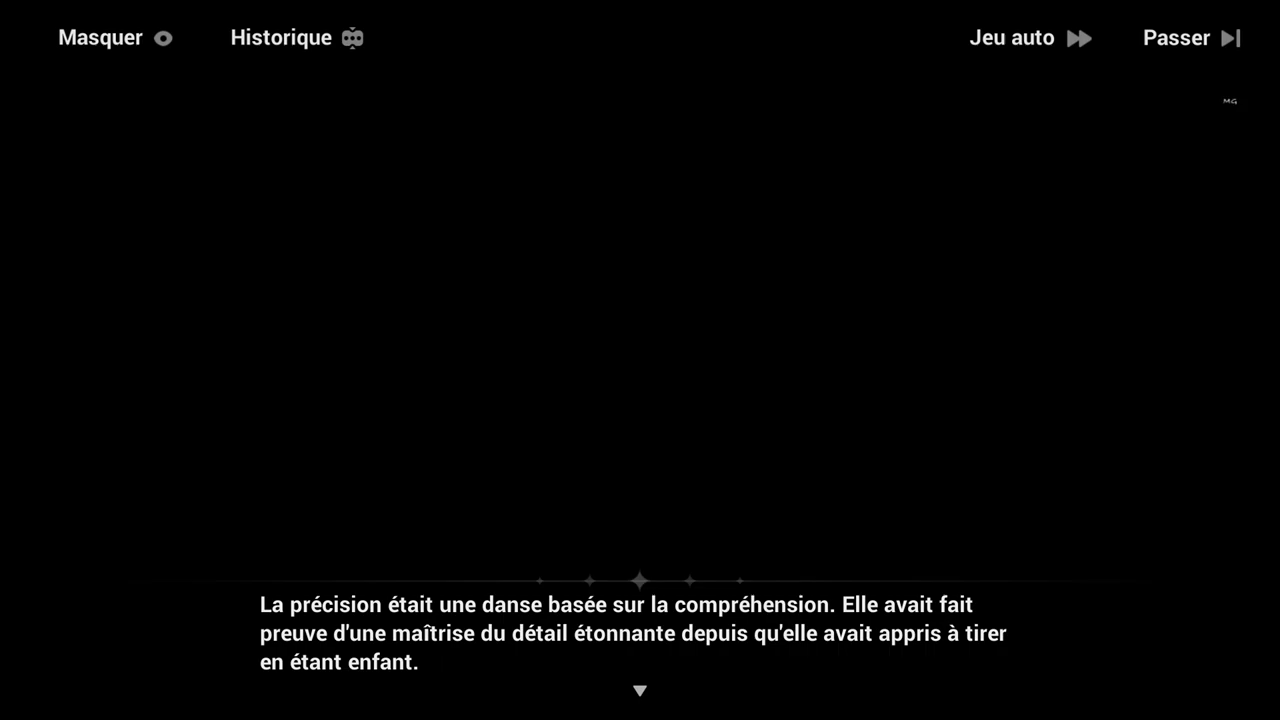 Masquer
Historique
Jeu auto
Passer
MG
La précision était une danse basée sur la compréhension. Elle avait fait
preuve d'une maîtrise du détail étonnante depuis qu'elle avait appris à tirer
en étant enfant.